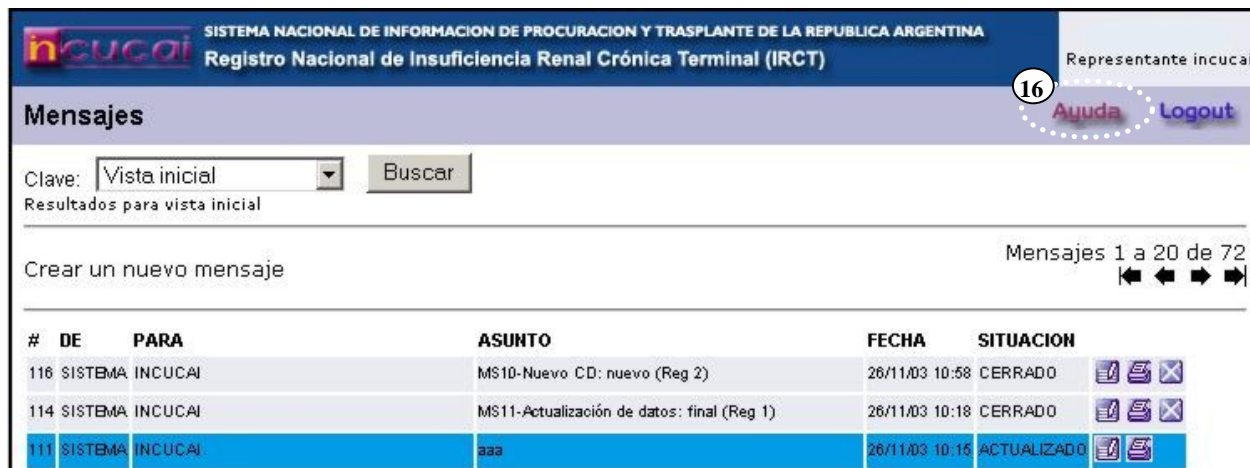 incucai
SISTEMA NACIONAL DE INFORMACION DE PROCURACION Y TRASPLANTE DE LA REPUBLICA ARGENTINA
Registro Nacional de Insuficiencia Renal Crónica Terminal (IRCT)
Representante incucai
Mensajes
16
Ayuda Logout
Clave: Vista inicial Buscar
Resultados para vista inicial
Crear un nuevo mensaje
Mensajes 1 a 20 de 72
# DE PARA ASUNTO FECHA SITUACION
116 SISTEMA INCUCAI MS10-Nuevo CD: nuevo (Reg 2) 26/11/03 10:58 CERRADO
114 SISTEMA INCUCAI MS11-Actualización de datos: final (Reg 1) 26/11/03 10:18 CERRADO
111 SISTEMA INCUCAI aaa 26/11/03 10:15 ACTUALIZADO